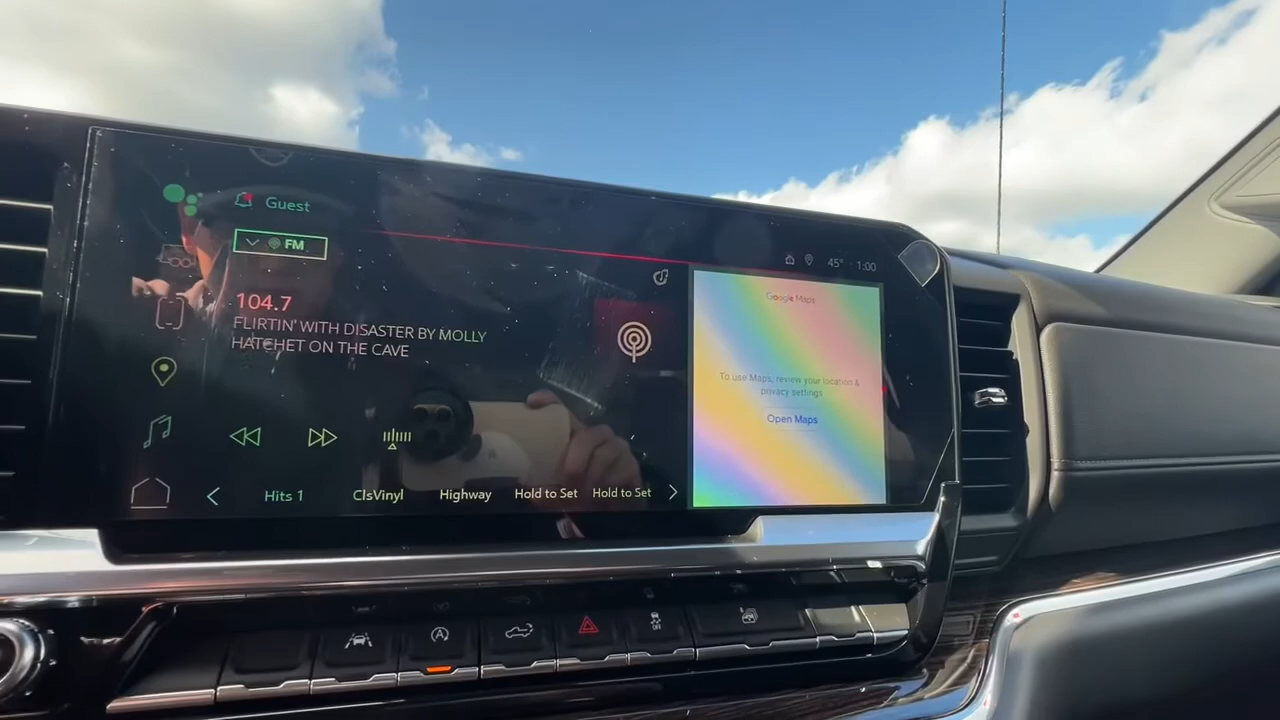 Guest
FM
45° 1:00
104.7
FLIRTIN' WITH DISASTER BY MOLLY
HATCHET ON THE CAVE
Google Maps
To use Maps, review your location &
privacy settings
Open Maps
Hits 1 ClsVinyl Highway Hold to Set Hold to Set
A
OFF